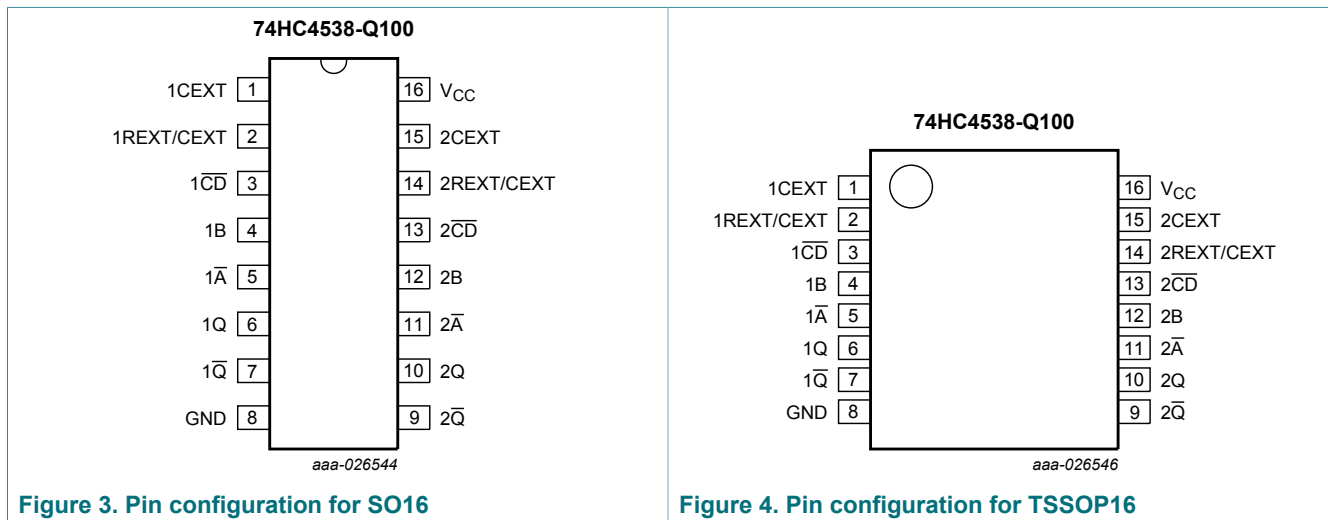 74HC4538-Q100
1CEXT 1 16 VCC
1REXT/CEXT 2 15 2CEXT
1C̅D̅ 3 14 2REXT/CEXT
1B 4 13 2C̅D̅
1A̅ 5 12 2B
1Q 6 11 2A̅
1Q̅ 7 10 2Q
GND 8 9 2Q̅
aaa-026544
Figure 3. Pin configuration for SO16
74HC4538-Q100
1CEXT 1 16 VCC
1REXT/CEXT 2 15 2CEXT
1C̅D̅ 3 14 2REXT/CEXT
1B 4 13 2C̅D̅
1A̅ 5 12 2B
1Q 6 11 2A̅
1Q̅ 7 10 2Q
GND 8 9 2Q̅
aaa-026546
Figure 4. Pin configuration for TSSOP16